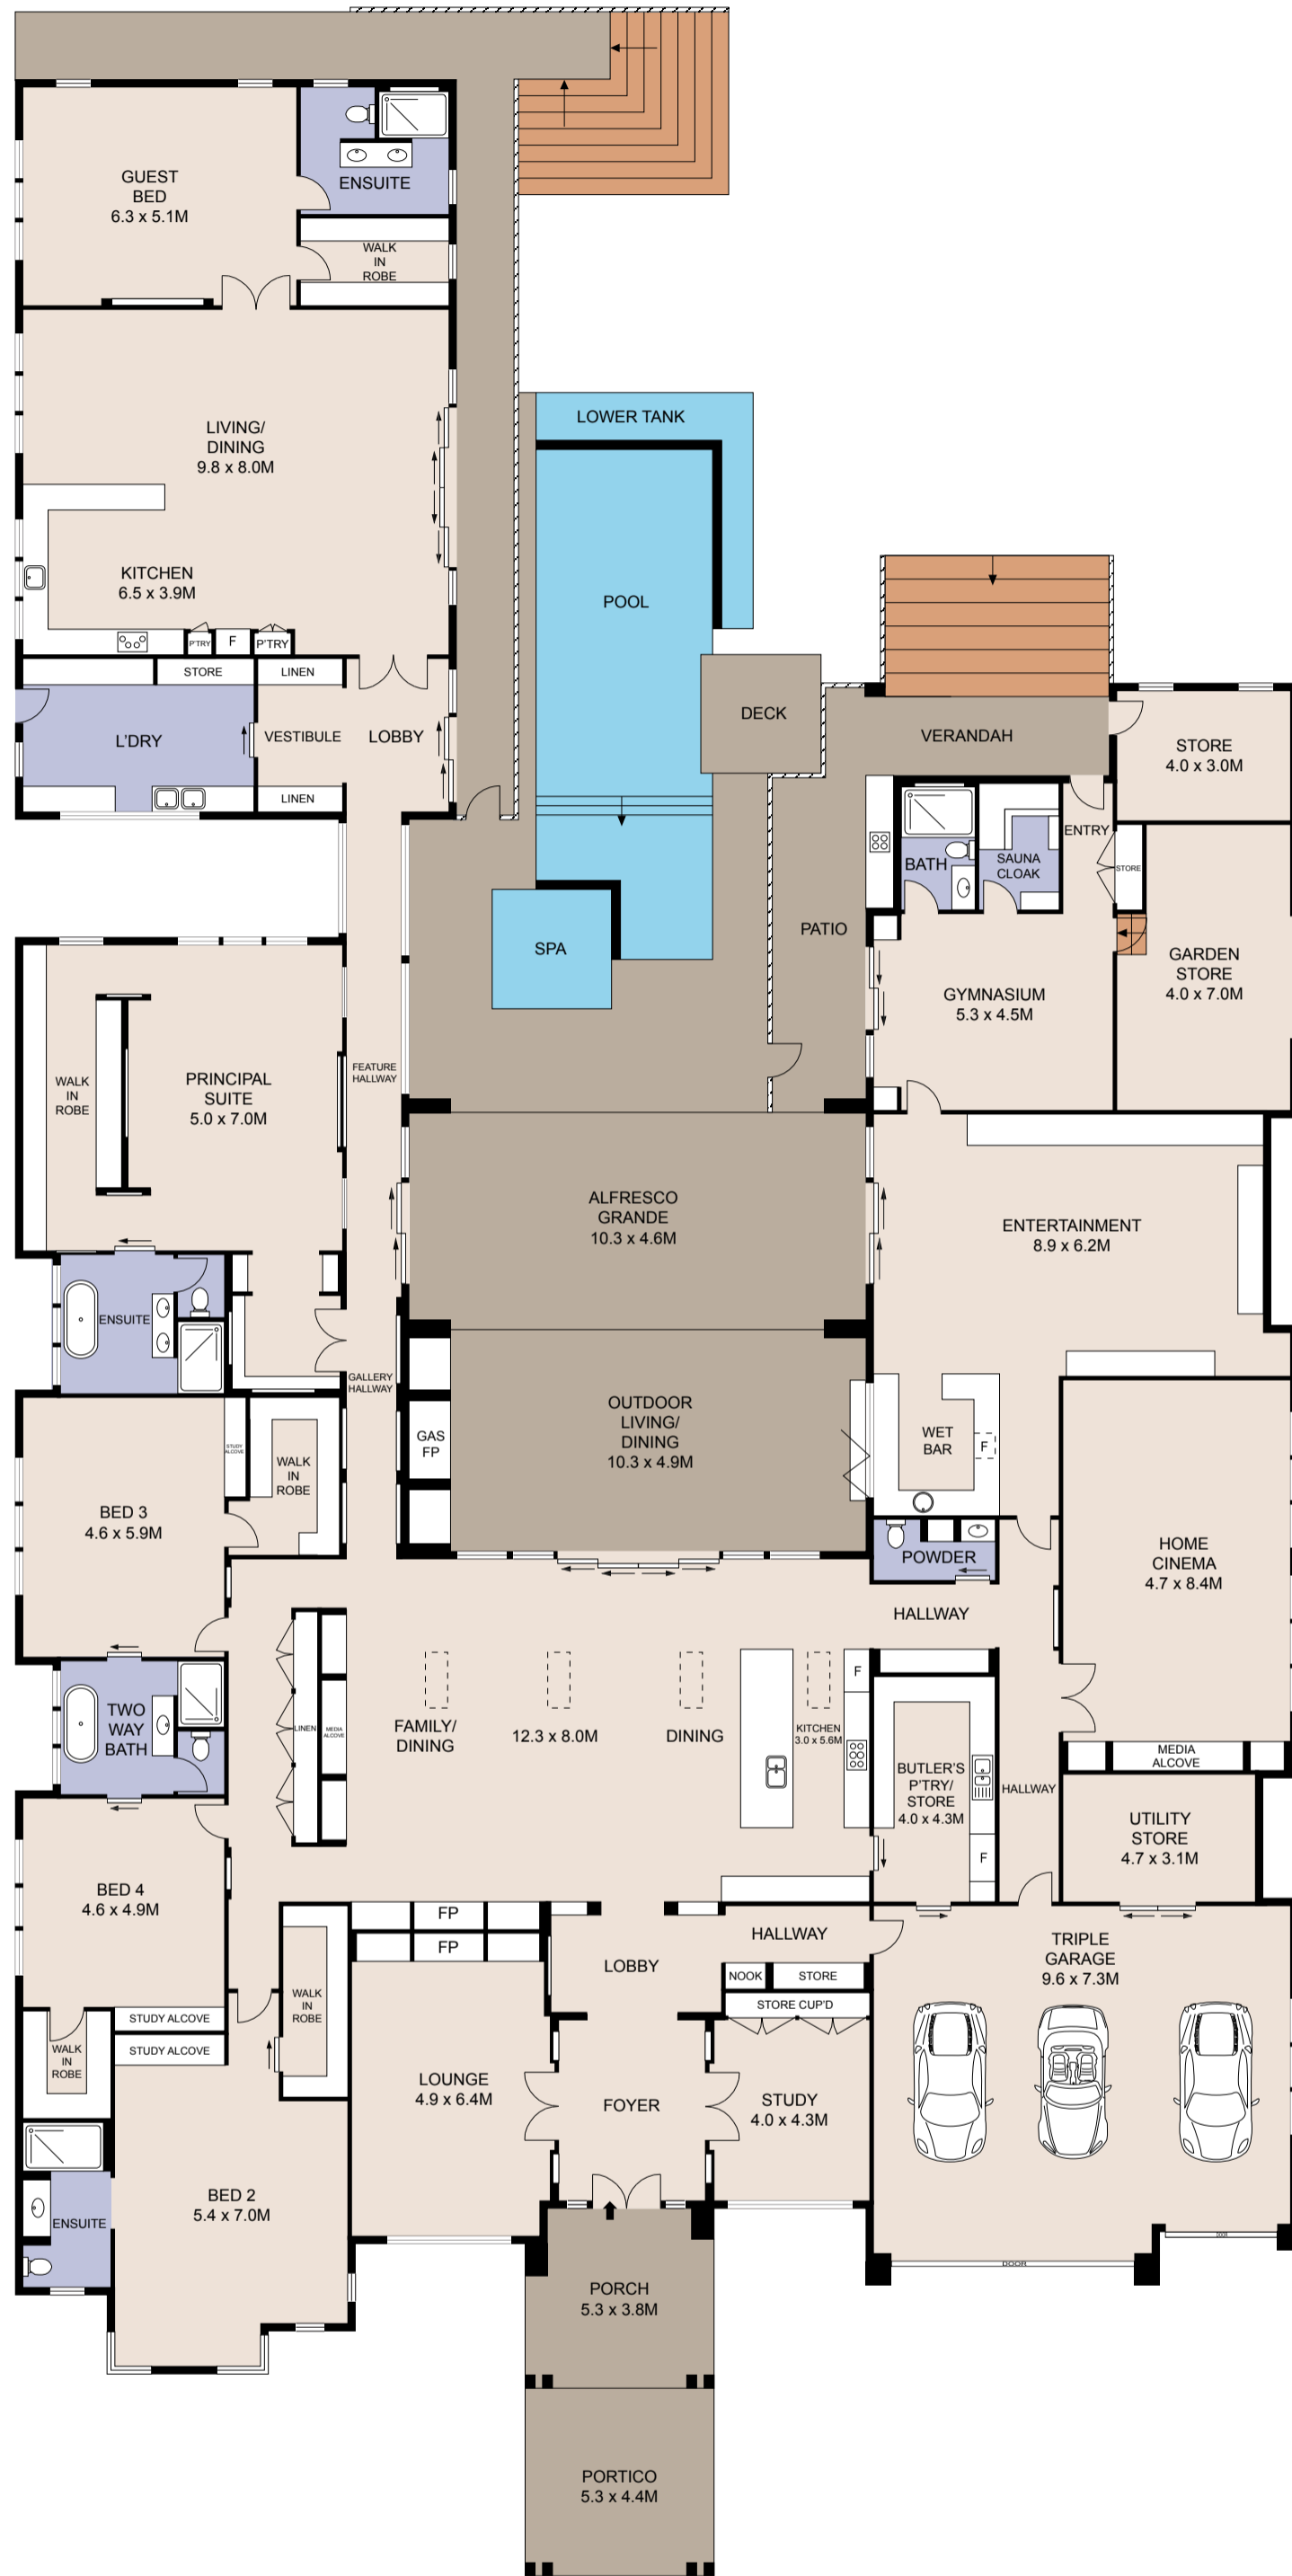 GUEST
BED
6.3 x 5.1M
ENSUITE
WALK
IN
ROBE
LIVING/
DINING
9.8 x 8.0M
LOWER TANK
KITCHEN
6.5 x 3.9M
P'TRY
F
P'TRY
POOL
STORE
LINEN
L'DRY
VESTIBULE
LOBBY
LINEN
DECK
VERANDAH
STORE
4.0 x 3.0M
ENTRY
BATH
SAUNA
CLOAK
STORE
PATIO
SPA
GARDEN
STORE
4.0 x 7.0M
GYMNASIUM
5.3 x 4.5M
WALK
IN
ROBE
PRINCIPAL
SUITE
5.0 x 7.0M
FEATURE
HALLWAY
ALFRESCO
GRANDE
10.3 x 4.6M
ENTERTAINMENT
8.9 x 6.2M
ENSUITE
GALLERY
HALLWAY
OUTDOOR
LIVING/
DINING
10.3 x 4.9M
GAS
FP
WET
BAR
F
STUDY
ALCOVE
WALK
IN
ROBE
BED 3
4.6 x 5.9M
HOME
CINEMA
4.7 x 8.4M
POWDER
HALLWAY
TWO
WAY
BATH
LINEN
MEDIA
ALCOVE
FAMILY/
DINING
12.3 x 8.0M
DINING
KITCHEN
3.0 x 5.6M
F
BUTLER'S
P'TRY/
STORE
4.0 x 4.3M
F
HALLWAY
MEDIA
ALCOVE
UTILITY
STORE
4.7 x 3.1M
BED 4
4.6 x 4.9M
FP
FP
LOBBY
HALLWAY
NOOK
STORE
STORE CUP'D
TRIPLE
GARAGE
9.6 x 7.3M
WALK
IN
ROBE
STUDY ALCOVE
STUDY ALCOVE
WALK
IN
ROBE
LOUNGE
4.9 x 6.4M
FOYER
STUDY
4.0 x 4.3M
BED 2
5.4 x 7.0M
ENSUITE
DOOR
DOOR
PORCH
5.3 x 3.8M
PORTICO
5.3 x 4.4M